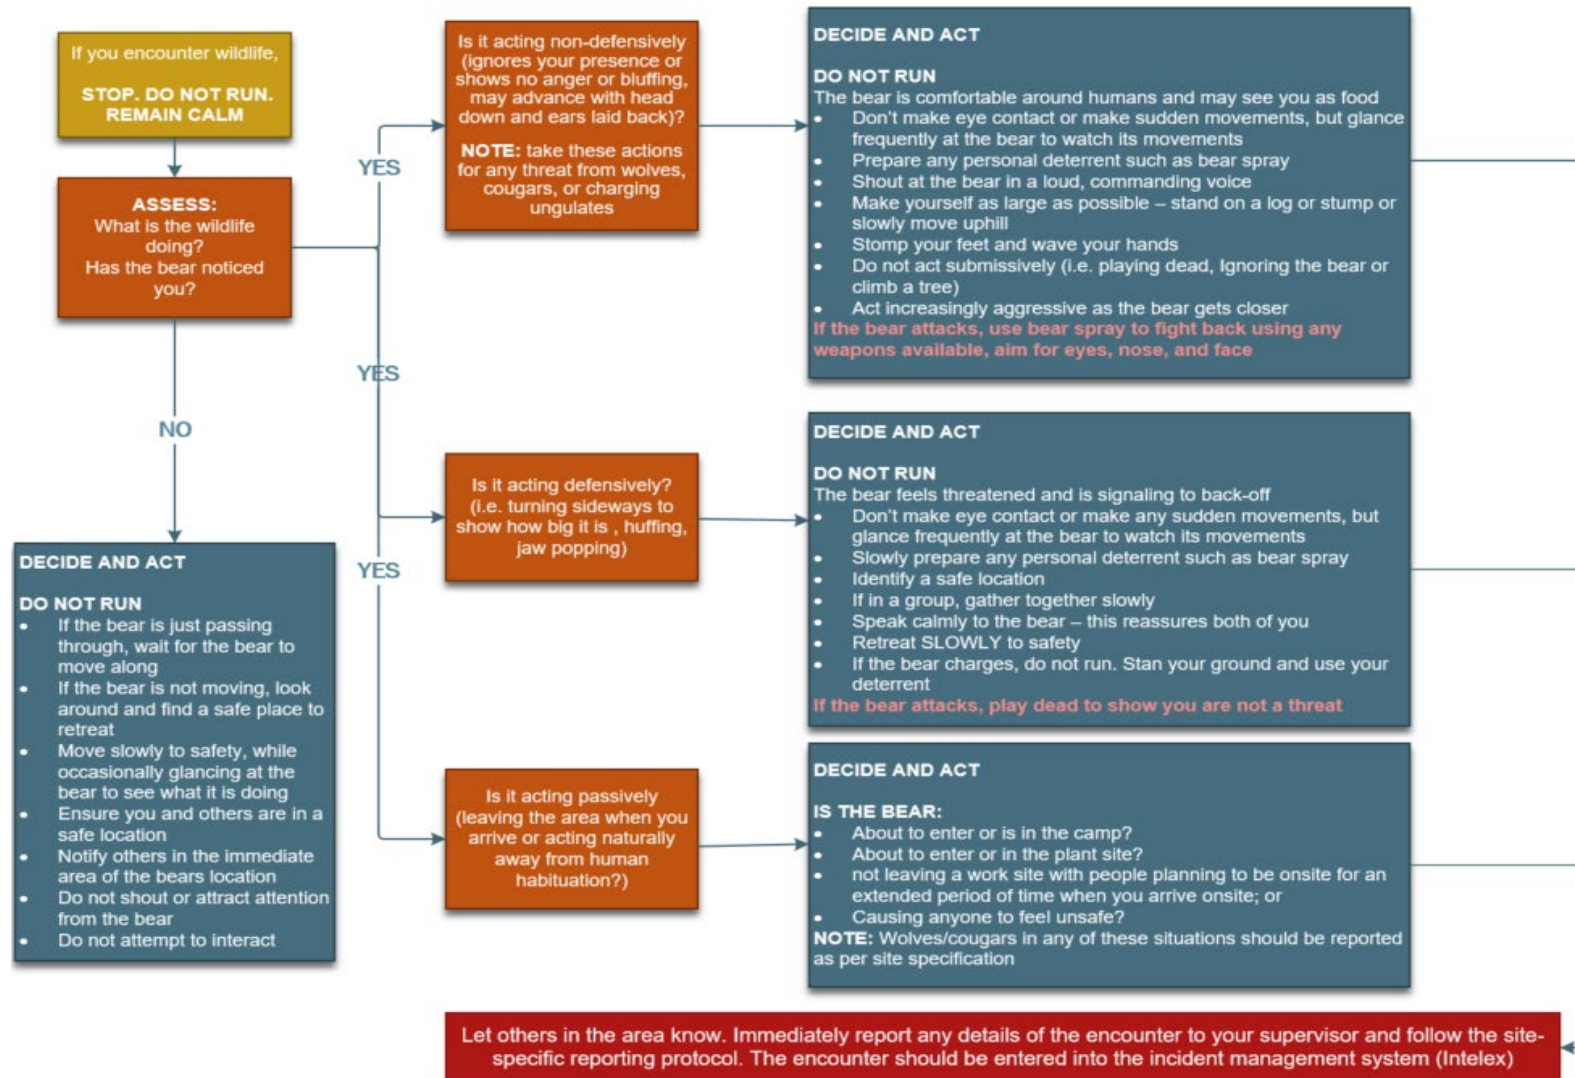 If you encounter wildlife,
STOP. DO NOT RUN.
REMAIN CALM
ASSESS:
What is the wildlife
doing?
Has the bear noticed
you?
NO
DECIDE AND ACT
DO NOT RUN
• If the bear is just passing
through, wait for the bear to
move along
• If the bear is not moving, look
around and find a safe place to
retreat
• Move slowly to safety, while
occasionally glancing at the
bear to see what it is doing
• Ensure you and others are in a
safe location
• Notify others in the immediate
area of the bears location
• Do not shout or attract attention
from the bear
• Do not attempt to interact
YES
Is it acting non-defensively
(ignores your presence or
shows no anger or bluffing,
may advance with head
down and ears laid back)?
NOTE: take these actions
for any threat from wolves,
cougars, or charging
ungulates
DECIDE AND ACT
DO NOT RUN
The bear is comfortable around humans and may see you as food
• Don't make eye contact or make sudden movements, but glance
frequently at the bear to watch its movements
• Prepare any personal deterrent such as bear spray
• Shout at the bear in a loud, commanding voice
• Make yourself as large as possible – stand on a log or stump or
slowly move uphill
• Stomp your feet and wave your hands
• Do not act submissively (i.e. playing dead, Ignoring the bear or
climb a tree)
• Act increasingly aggressive as the bear gets closer
If the bear attacks, use bear spray to fight back using any
weapons available, aim for eyes, nose, and face
YES
Is it acting defensively?
(i.e. turning sideways to
show how big it is , huffing,
jaw popping)
DECIDE AND ACT
DO NOT RUN
The bear feels threatened and is signaling to back-off
• Don't make eye contact or make any sudden movements, but
glance frequently at the bear to watch its movements
• Slowly prepare any personal deterrent such as bear spray
• Identify a safe location
• If in a group, gather together slowly
• Speak calmly to the bear – this reassures both of you
• Retreat SLOWLY to safety
• If the bear charges, do not run. Stan your ground and use your
deterrent
If the bear attacks, play dead to show you are not a threat
YES
Is it acting passively
(leaving the area when you
arrive or acting naturally
away from human
habituation?)
DECIDE AND ACT
IS THE BEAR:
• About to enter or is in the camp?
• About to enter or in the plant site?
• not leaving a work site with people planning to be onsite for an
extended period of time when you arrive onsite; or
• Causing anyone to feel unsafe?
NOTE: Wolves/cougars in any of these situations should be reported
as per site specification
Let others in the area know. Immediately report any details of the encounter to your supervisor and follow the site-
specific reporting protocol. The encounter should be entered into the incident management system (Intelex)